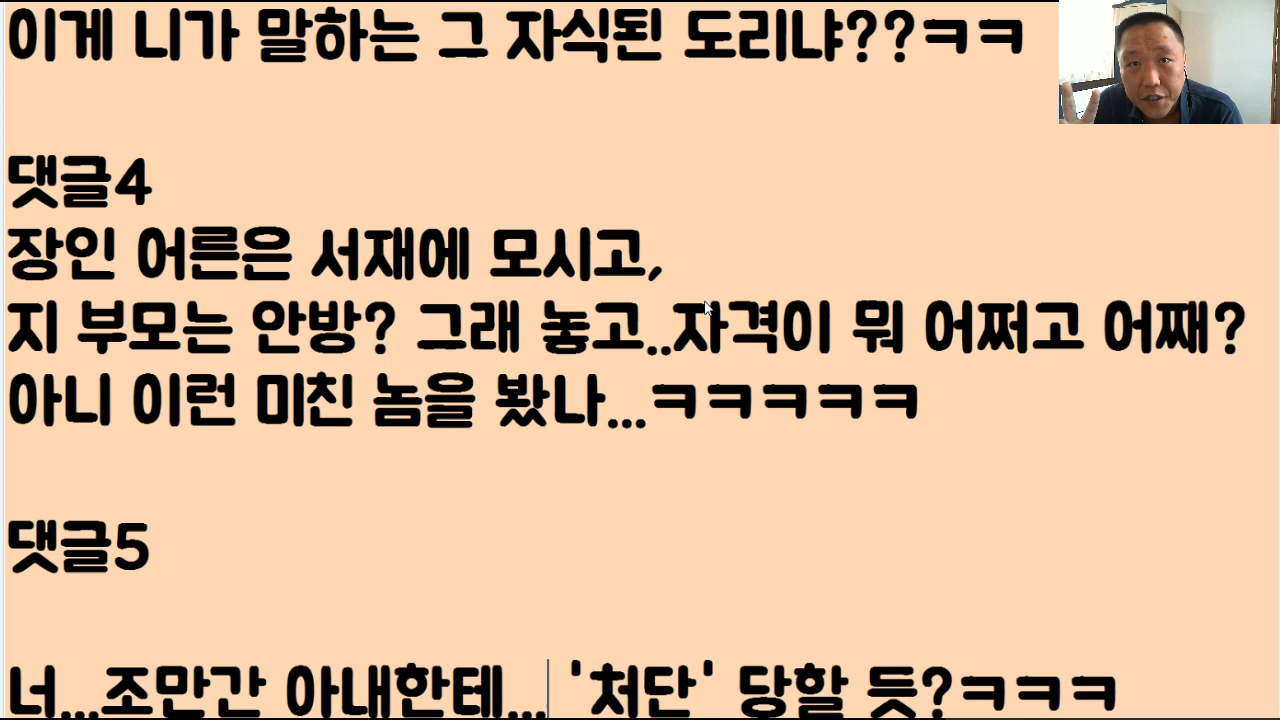 이게 니가 말하는 그 자식된 도리냐??ㅋㅋ
댓글4
장인 어른은 서재에 모시고,
지 부모는 안방? 그래 놓고..자격이 뭐 어쩌고 어째?
아니 이런 미친 놈을 봤나...ㅋㅋㅋㅋㅋ
댓글5
너...조만간 아내한테... '처단' 당할 듯?ㅋㅋㅋ